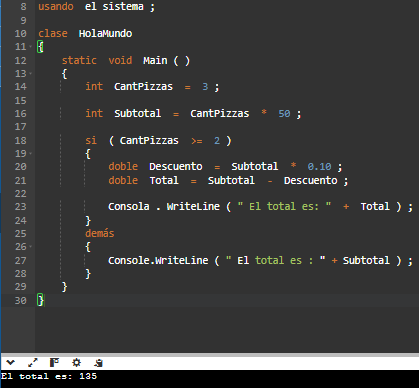 8 usando el sistema ;
9
10 clase HolaMundo
11 {
12 static void Main ( )
13 {
14 int CantPizzas = 3 ;
15
16 int Subtotal = CantPizzas * 50 ;
17
18 si ( CantPizzas >= 2 )
19 {
20 doble Descuento = Subtotal * 0.10 ;
21 doble Total = Subtotal - Descuento ;
22
23 Consola . WriteLine ( " El total es: " + Total ) ;
24 }
25 demás
26 {
27 Console.WriteLine ( " El total es : " + Subtotal ) ;
28 }
29 }
30 }
El total es: 135